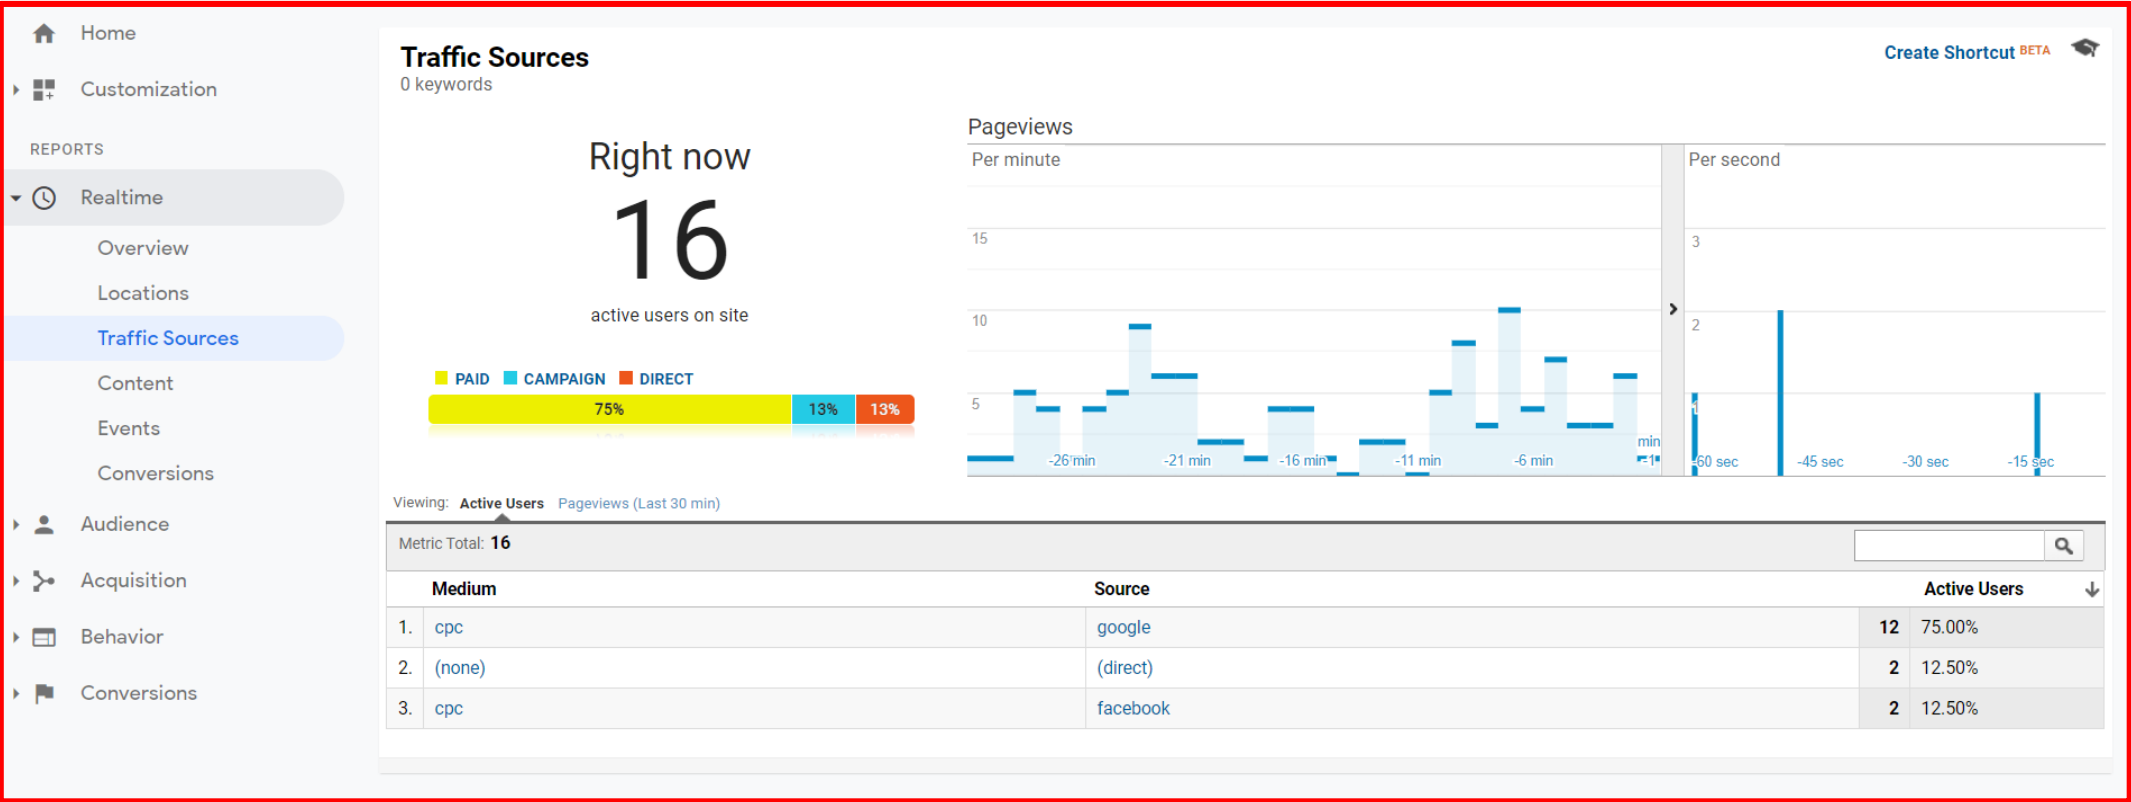 Home
Customization
REPORTS
Realtime
Overview
Locations
Traffic Sources
Content
Events
Conversions
Audience
Acquisition
Behavior
Conversions
Traffic Sources
0 keywords
Create Shortcut BETA
Right now
16
active users on site
PAID CAMPAIGN DIRECT
75% 13% 13%
Pageviews
Per minute
15
10
5
-26 min -21 min -16 min -11 min -6 min -1
min
Per second
3
2
1
-60 sec -45 sec -30 sec -15 sec
Viewing: Active Users Pageviews (Last 30 min)
Metric Total: 16
Medium Source Active Users
1. cpc google 12 75.00%
2. (none) (direct) 2 12.50%
3. cpc facebook 2 12.50%